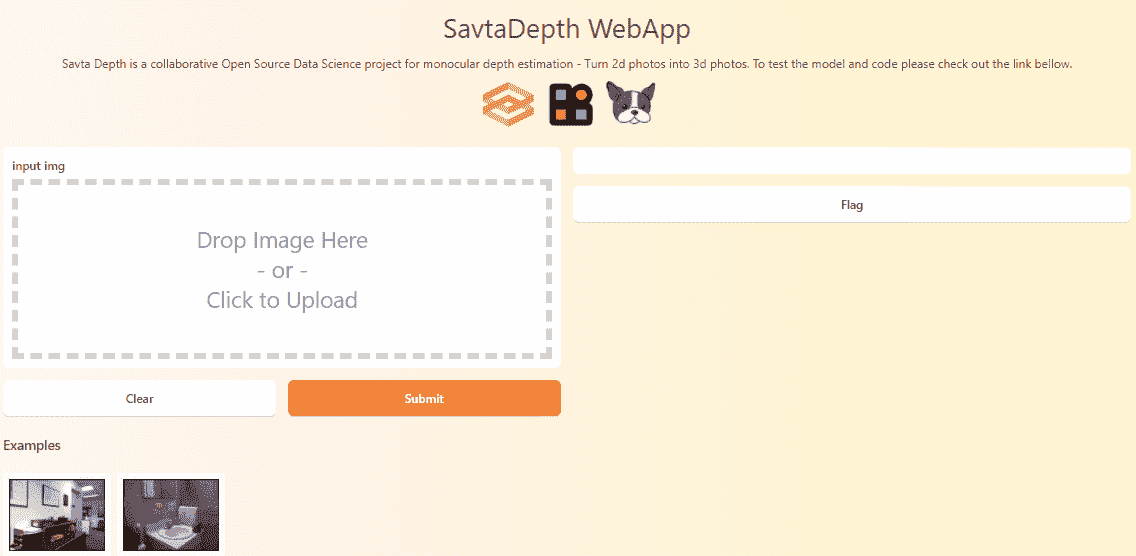 SavtaDepth WebApp
Savta Depth is a collaborative Open Source Data Science project for monocular depth estimation - Turn 2d photos into 3d photos. To test the model and code please check out the link bellow.
input img
Drop Image Here
- or -
Click to Upload
Flag
Clear
Submit
Examples